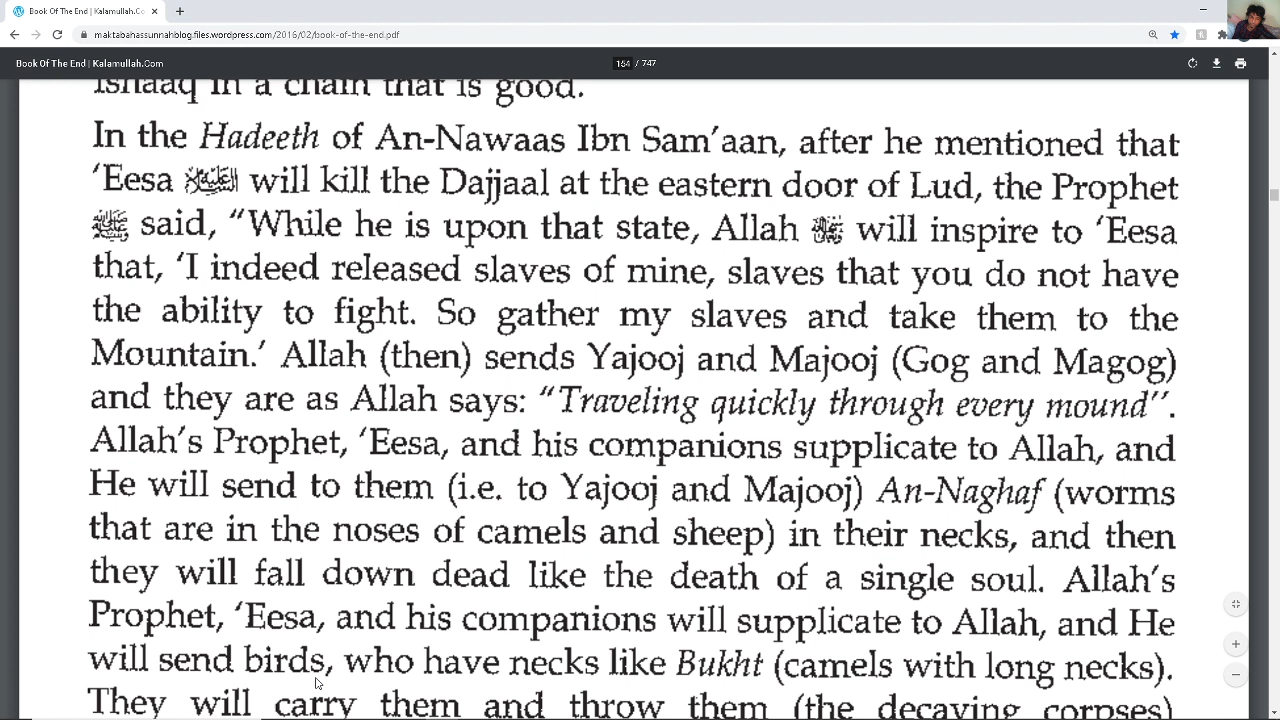 Book Of The End | Kalamullah.Co
maktabahassunnahblog.files.wordpress.com/2016/02/book-of-the-end.pdf
Book Of The End | Kalamullah.Com
164 / 747
Ishaaq in a chain that is good.
In the Hadeeth of An-Nawaas Ibn Sam'aan, after he mentioned that
'Eesa will kill the Dajjaal at the eastern door of Lud, the Prophet
ﷺ said, "While he is upon that state, Allah will inspire to 'Eesa
that, 'I indeed released slaves of mine, slaves that you do not have
the ability to fight. So gather my slaves and take them to the
Mountain.' Allah (then) sends Yajooj and Majooj (Gog and Magog)
and they are as Allah says: "Traveling quickly through every mound".
Allah's Prophet, 'Eesa, and his companions supplicate to Allah, and
He will send to them (i.e. to Yajooj and Majooj) An-Naghaf (worms
that are in the noses of camels and sheep) in their necks, and then
they will fall down dead like the death of a single soul. Allah's
Prophet, 'Eesa, and his companions will supplicate to Allah, and He
will send birds, who have necks like Bukht (camels with long necks).
They will carry them and throw them (the decaying corpses)